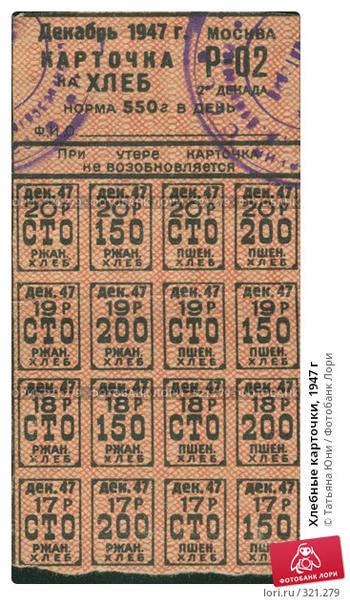 Декабрь 1947 г. МОСКВА
КАРТОЧКА Р-02
НА ХЛЕБ 2я ДЕКАДА
НОРМА 550г В ДЕНЬ
Ф.И.О.
ПРИ УТЕРЕ КАРТОЧКА
НЕ ВОЗОБНОВЛЯЕТСЯ
дек. 47 дек. 47 дек. 47 дек. 47
20Р 20Р 20Р 20Р
СТО 150 СТО 200
РЖАН. РЖАН. ПШЕН. ПШЕН.
ХЛЕБ ХЛЕБ ХЛЕБ ХЛЕБ
дек. 47 дек. 47 дек. 47 дек. 47
19Р 19Р 19Р 19Р
СТО 200 СТО 150
РЖАН. РЖАН. ПШЕН. ПШЕН.
ХЛЕБ ХЛЕБ ХЛЕБ ХЛЕБ
дек. 47 дек. 47 дек. 47 дек. 47
18Р 18Р 18Р 18Р
СТО 150 СТО 200
РЖАН. РЖАН. ПШЕН. ПШЕН.
ХЛЕБ ХЛЕБ ХЛЕБ ХЛЕБ
дек. 47 дек. 47 дек. 47 дек. 47
17Р 17Р 17Р 17Р
СТО 200 СТО 150
РЖАН. РЖАН. ПШЕН. ПШЕН.
ХЛЕБ ХЛЕБ ХЛЕБ ХЛЕБ
Хлебные карточки, 1947 г
© Татьяна Юни / Фотобанк Лори
ФОТОБАНК ЛОРИ
lori.ru / 321.279